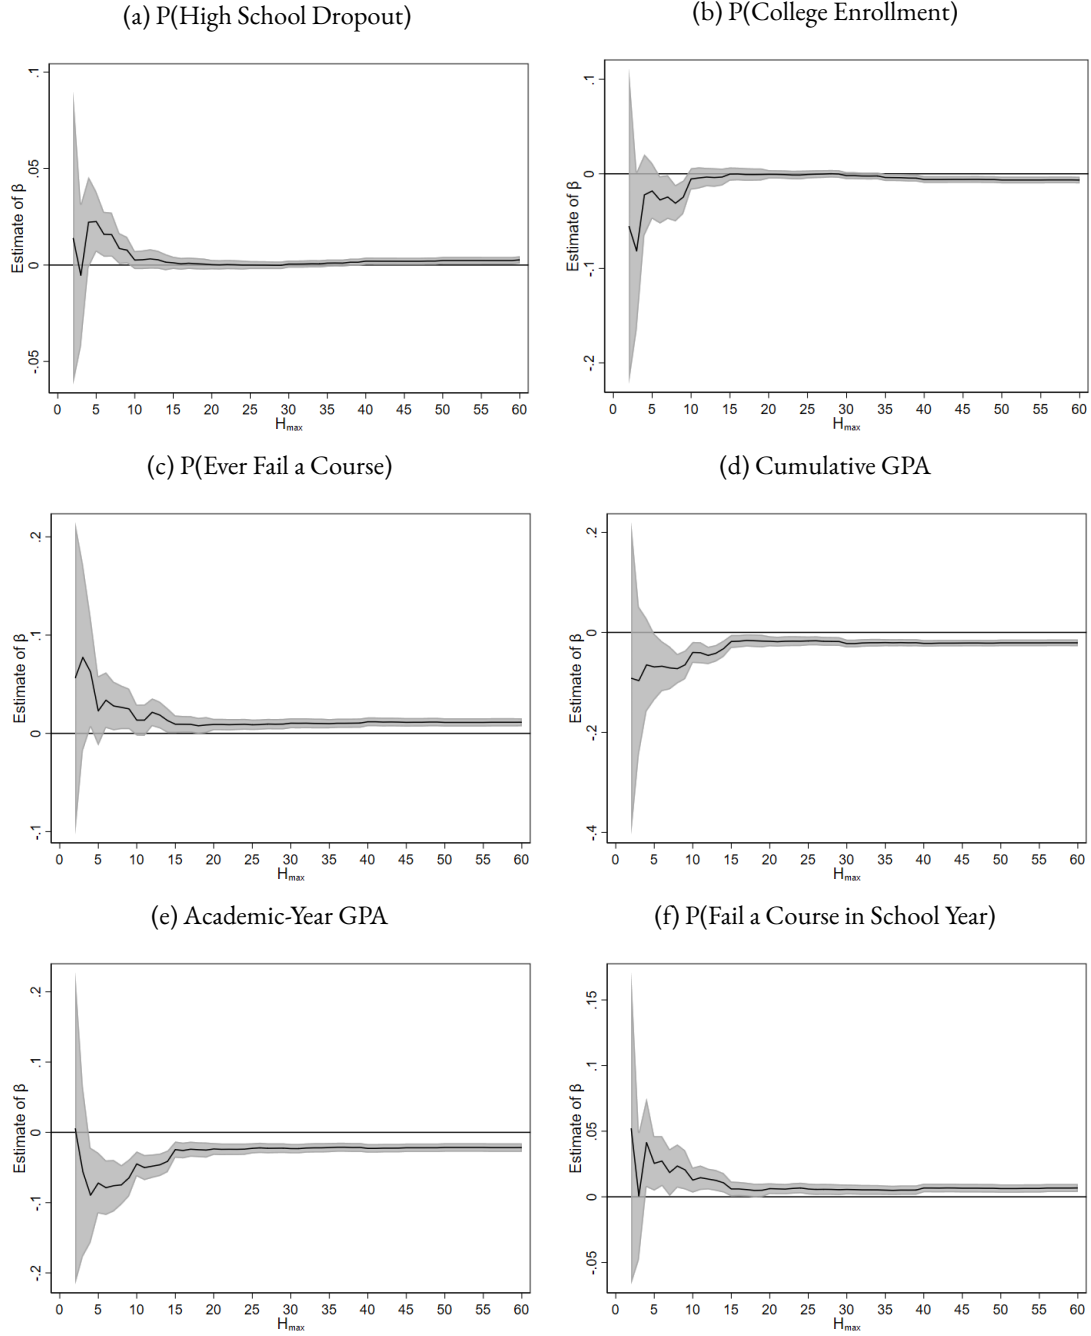 (a) P(High School Dropout)
Estimate of β
.1
.05
0
-.05
0 5 10 15 20 25 30 35 40 45 50 55 60
Hmax
(b) P(College Enrollment)
Estimate of β
.1
0
-.1
-.2
0 5 10 15 20 25 30 35 40 45 50 55 60
Hmax
(c) P(Ever Fail a Course)
Estimate of β
.2
.1
0
-.1
0 5 10 15 20 25 30 35 40 45 50 55 60
Hmax
(d) Cumulative GPA
Estimate of β
.2
0
-.2
-.4
0 5 10 15 20 25 30 35 40 45 50 55 60
Hmax
(e) Academic-Year GPA
Estimate of β
.2
.1
0
-.1
-.2
0 5 10 15 20 25 30 35 40 45 50 55 60
Hmax
(f) P(Fail a Course in School Year)
Estimate of β
.15
.1
.05
0
-.05
0 5 10 15 20 25 30 35 40 45 50 55 60
Hmax